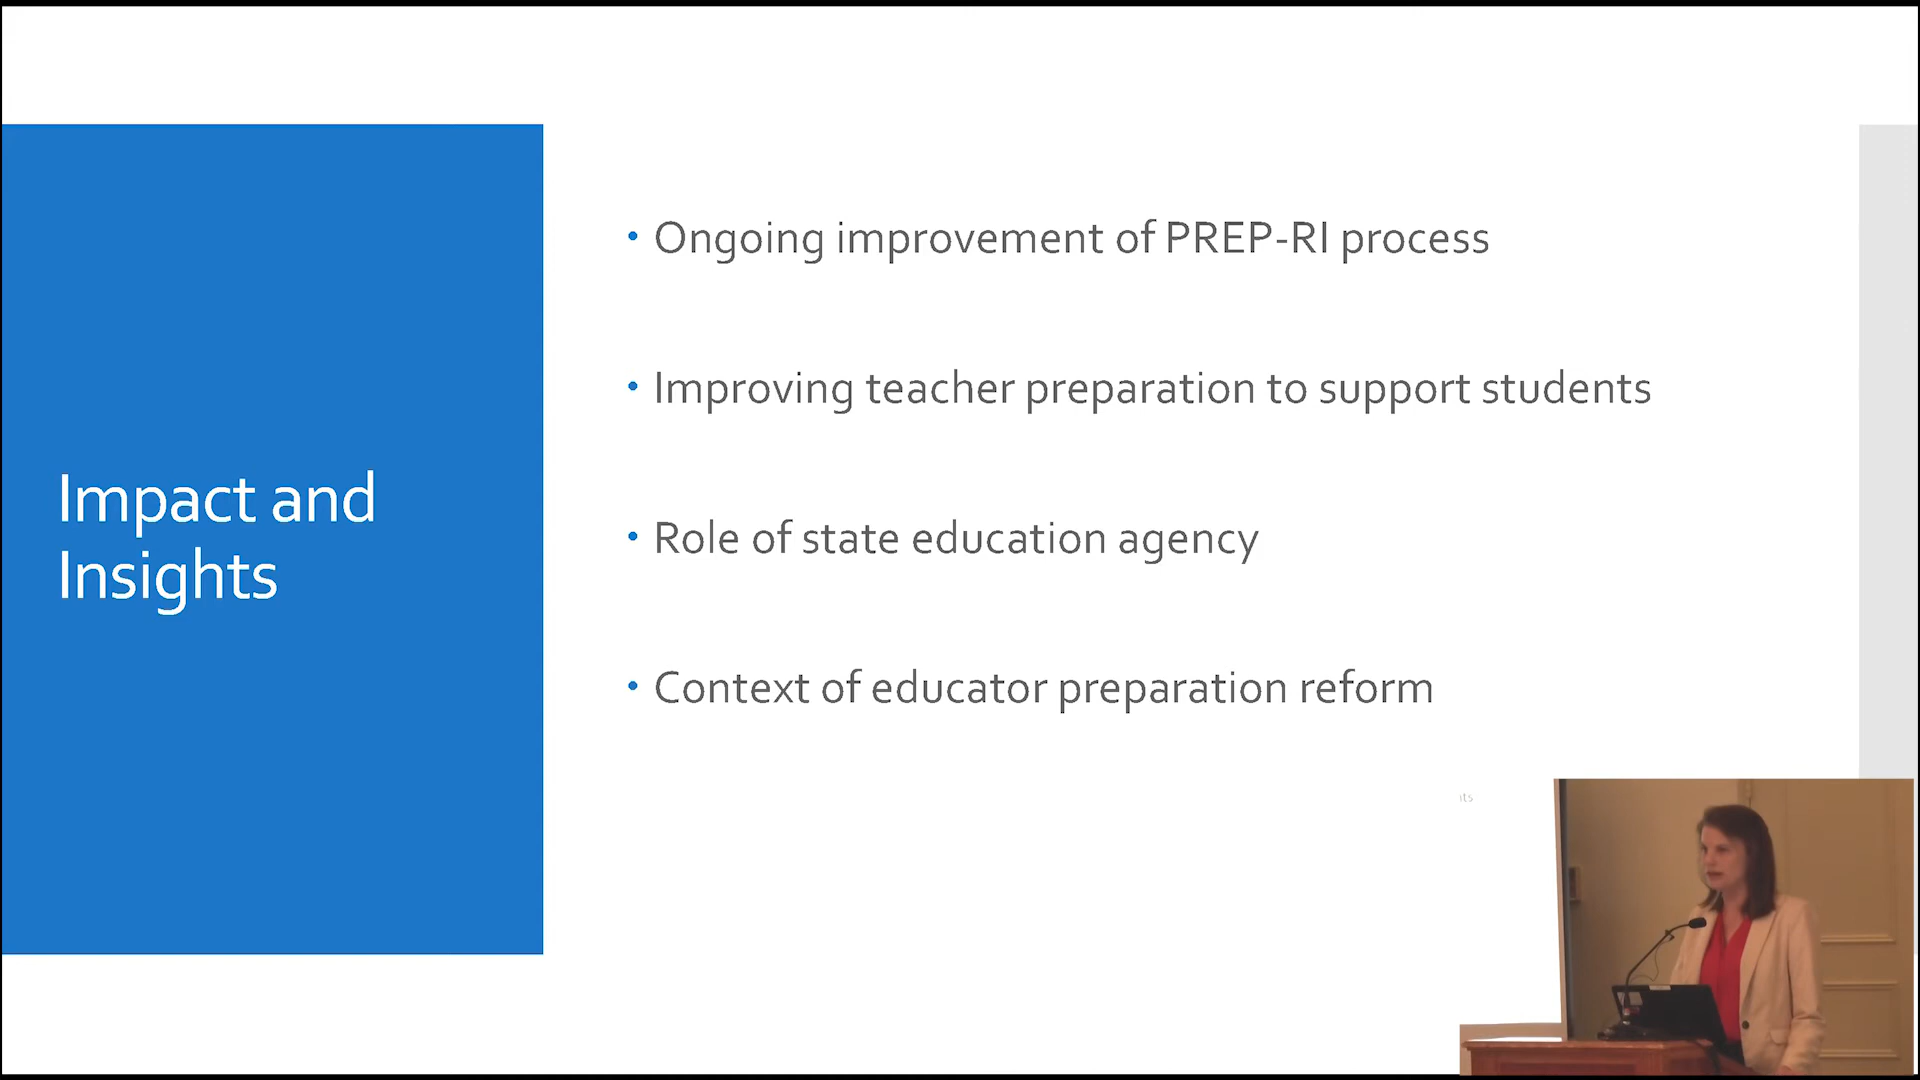 Impact and
Insights
• Ongoing improvement of PREP-RI process
• Improving teacher preparation to support students
• Role of state education agency
• Context of educator preparation reform